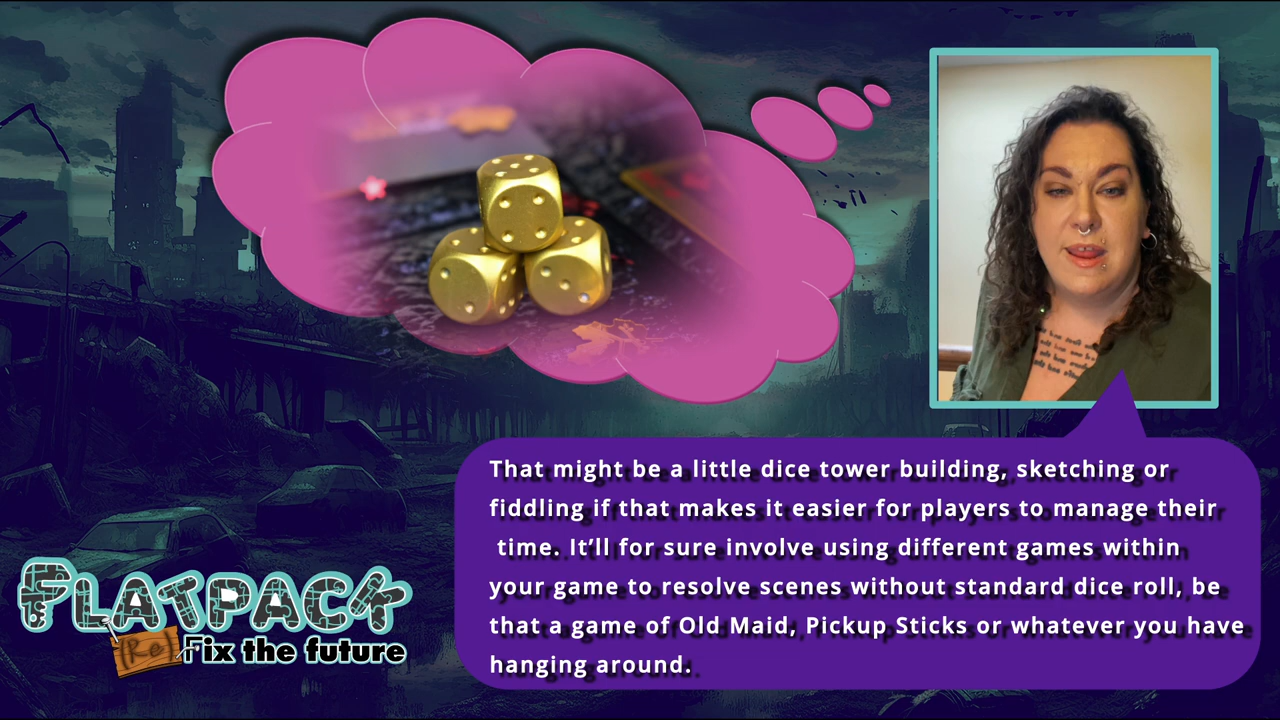 That might be a little dice tower building, sketching or
fiddling if that makes it easier for players to manage their
time. It’ll for sure involve using different games within
your game to resolve scenes without standard dice roll, be
that a game of Old Maid, Pickup Sticks or whatever you have
hanging around.
FLATPACK
(Re) Fix the future